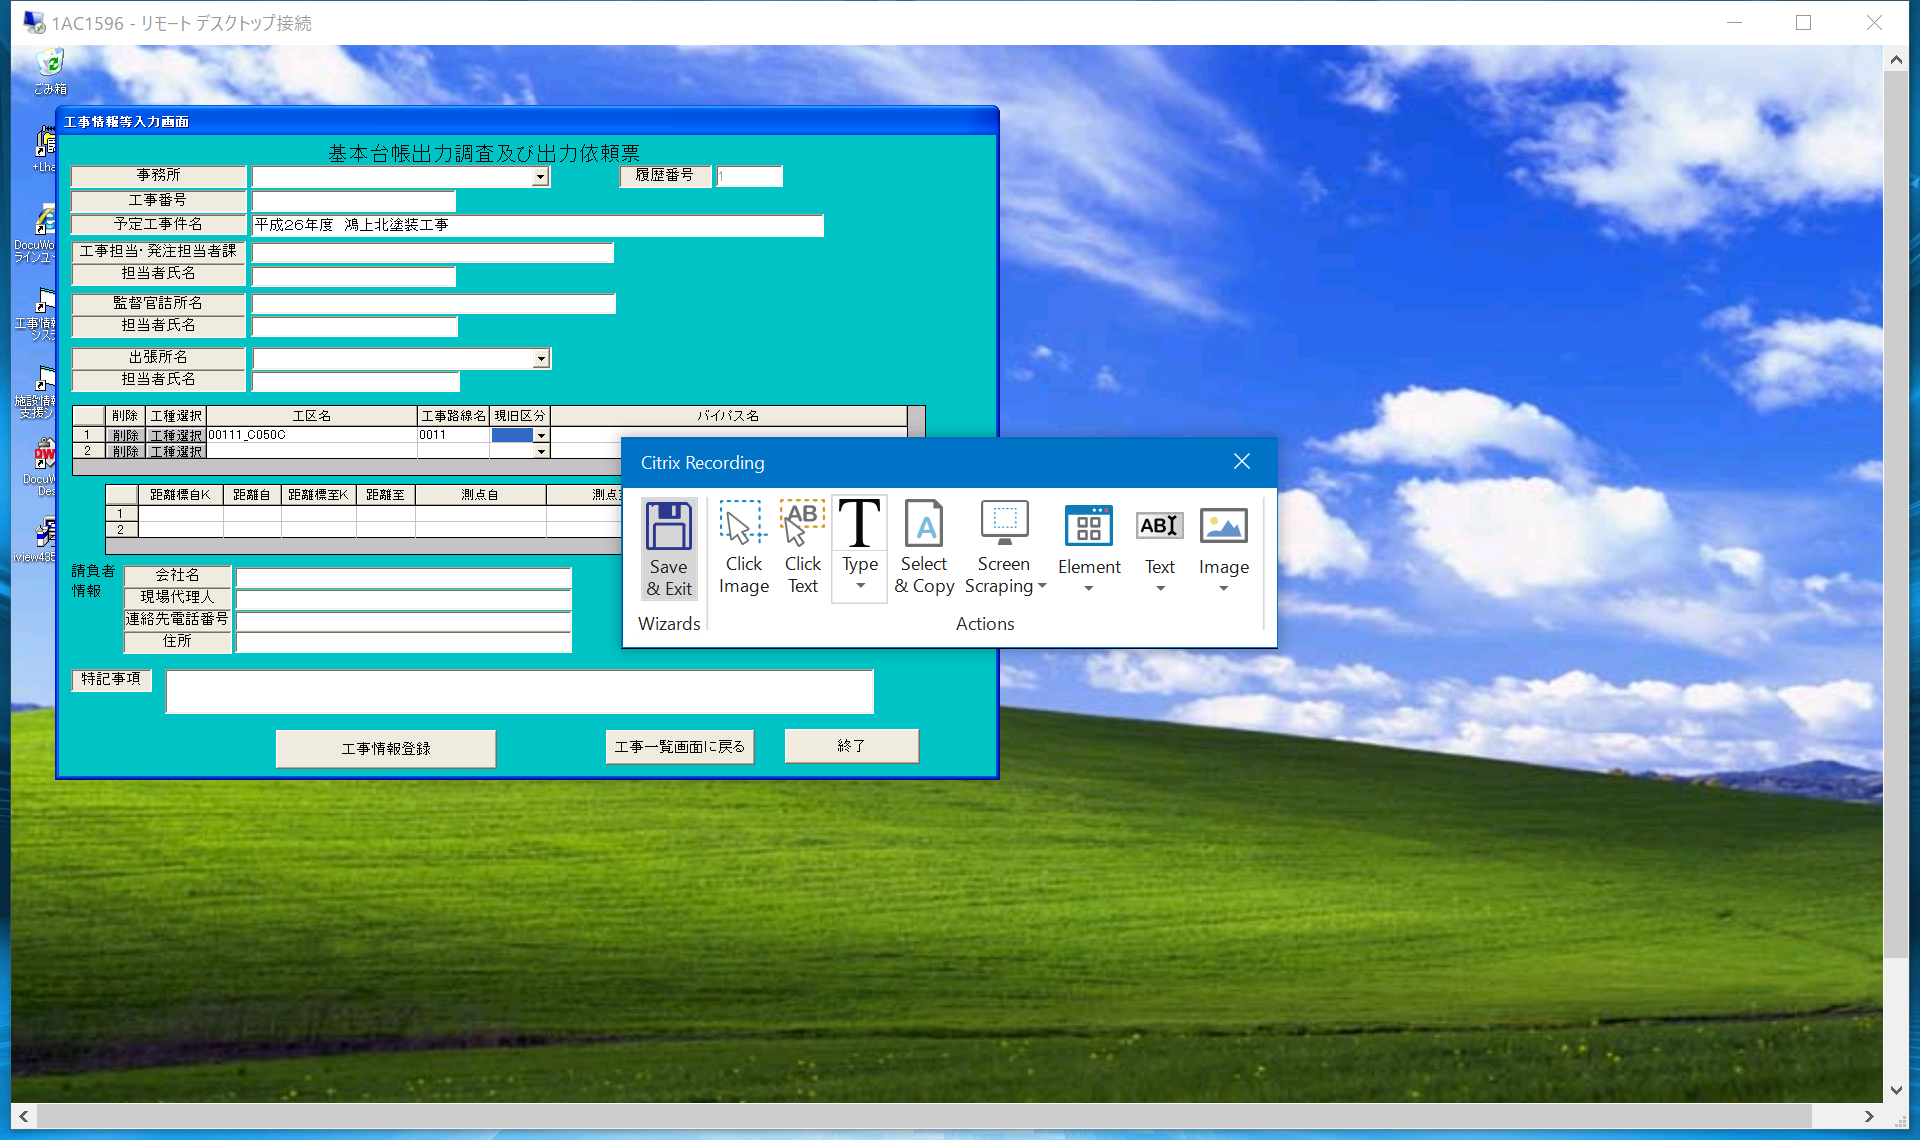 1AC1596 - リモート デスクトップ接続
ごみ箱
+Lha
DocuWo
ラインユー
工事情
シス
施設情
支援シ
DocuW
Des
iview485
工事情報等入力画面
基本台帳出力調査及び出力依頼票
事務所
履歴番号 1
工事番号
予定工事件名 平成26年度　鴻上北塗装工事
工事担当・発注担当者課
担当者氏名
監督官詰所名
担当者氏名
出張所名
担当者氏名
削除 工種選択 工区名 工事路線名 現旧区分 バイパス名
1 削除 工種選択 00111_C050C 0011
2 削除 工種選択
距離標自K 距離自 距離標至K 距離至 測点自 測点
1
2
請負者
情報
会社名
現場代理人
連絡先電話番号
住所
特記事項
工事情報登録 工事一覧画面に戻る 終了
Citrix Recording
Save
& Exit
Click
Image
Click
Text
Type
Select
& Copy
Screen
Scraping
Element
Text
Image
Wizards
Actions